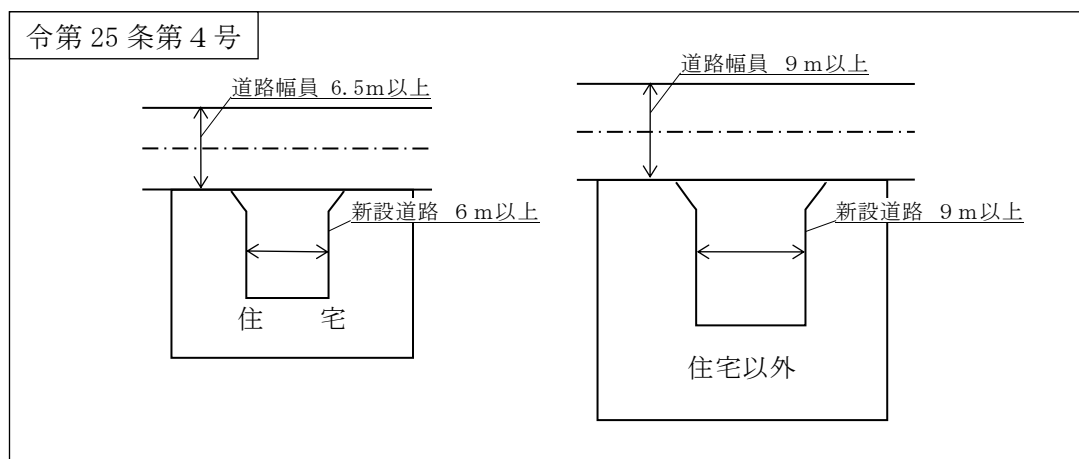 令第 25 条第４号
道路幅員 6.5m以上
新設道路 ６ｍ以上
住 宅
道路幅員 ９ｍ以上
新設道路 ９ｍ以上
住宅以外